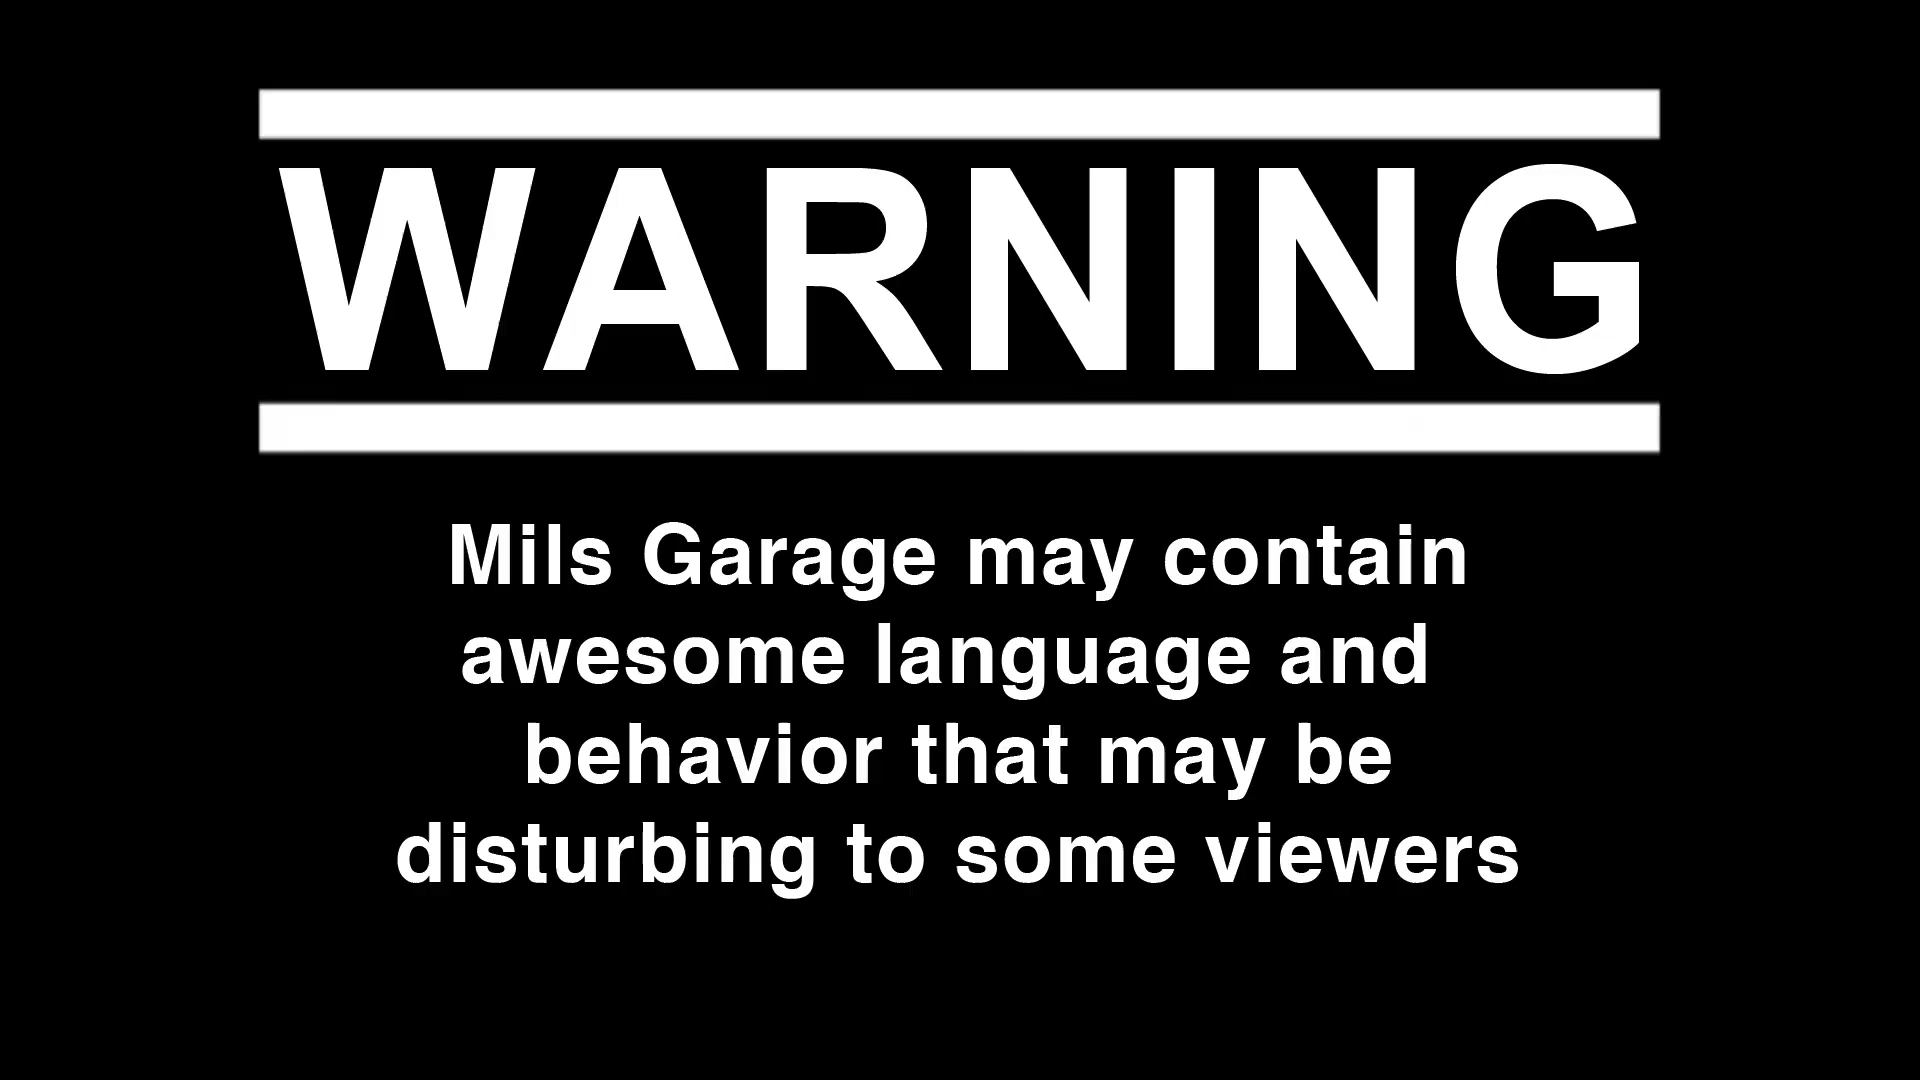 WARNING
Mils Garage may contain
awesome language and
behavior that may be
disturbing to some viewers